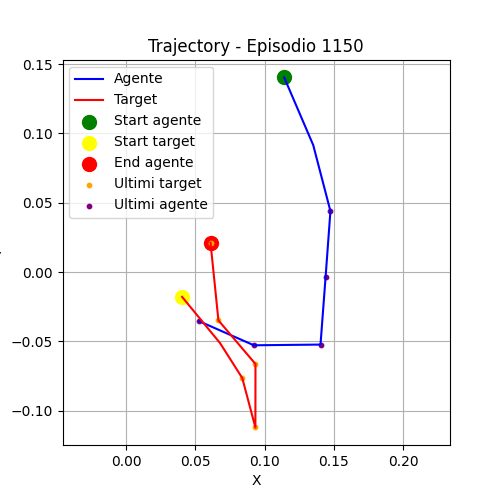 Trajectory - Episodio 1150
0.15
0.10
0.05
0.00
−0.05
−0.10
Agente
Target
Start agente
Start target
End agente
Ultimi target
Ultimi agente
0.00 0.05 0.10 0.15 0.20
X